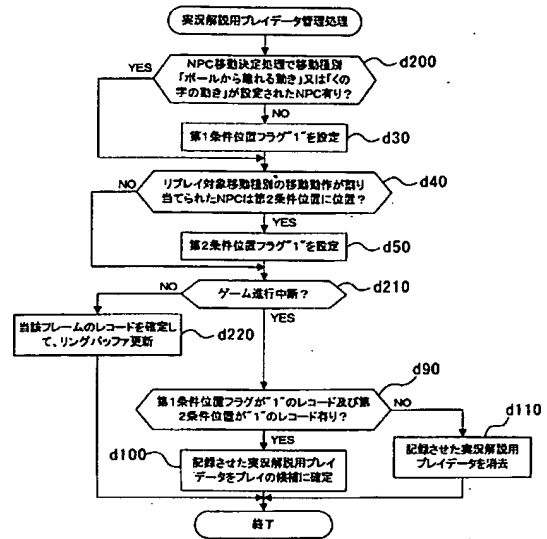 実況解説用プレイデータ管理処理
NPC移動決定処理で移動種別
「ボールから離れる動き」又は「くの
字の動き」が設定されたNPC有り?
d200
YES
NO
第1条件位置フラグ"1"を設定
d30
リプレイ対象移動種別の移動動作が割り
当てられたNPCは第2条件位置に位置?
d40
NO
YES
第2条件位置フラグ"1"を設定
d50
ゲーム進行中断?
d210
NO
YES
当該フレームのレコードを確定し
て、リングバッファ更新
d220
第1条件位置フラグが"1"のレコード及び第
2条件位置が"1"のレコード有り?
d90
NO
YES
d100
記録させた実況解説用プレイ
データをプレイの候補に確定
d110
記録させた実況解説用
プレイデータを消去
終了